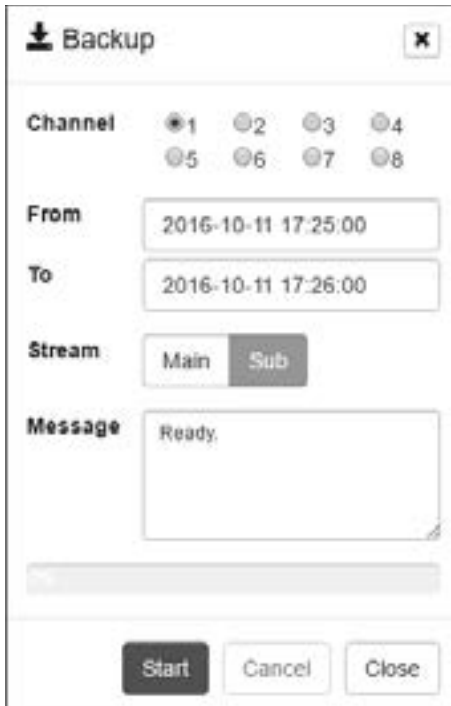 Backup
Channel 1 2 3 4
5 6 7 8
From 2016-10-11 17:25:00
To 2016-10-11 17:26:00
Stream Main Sub
Message Ready.
Start Cancel Close